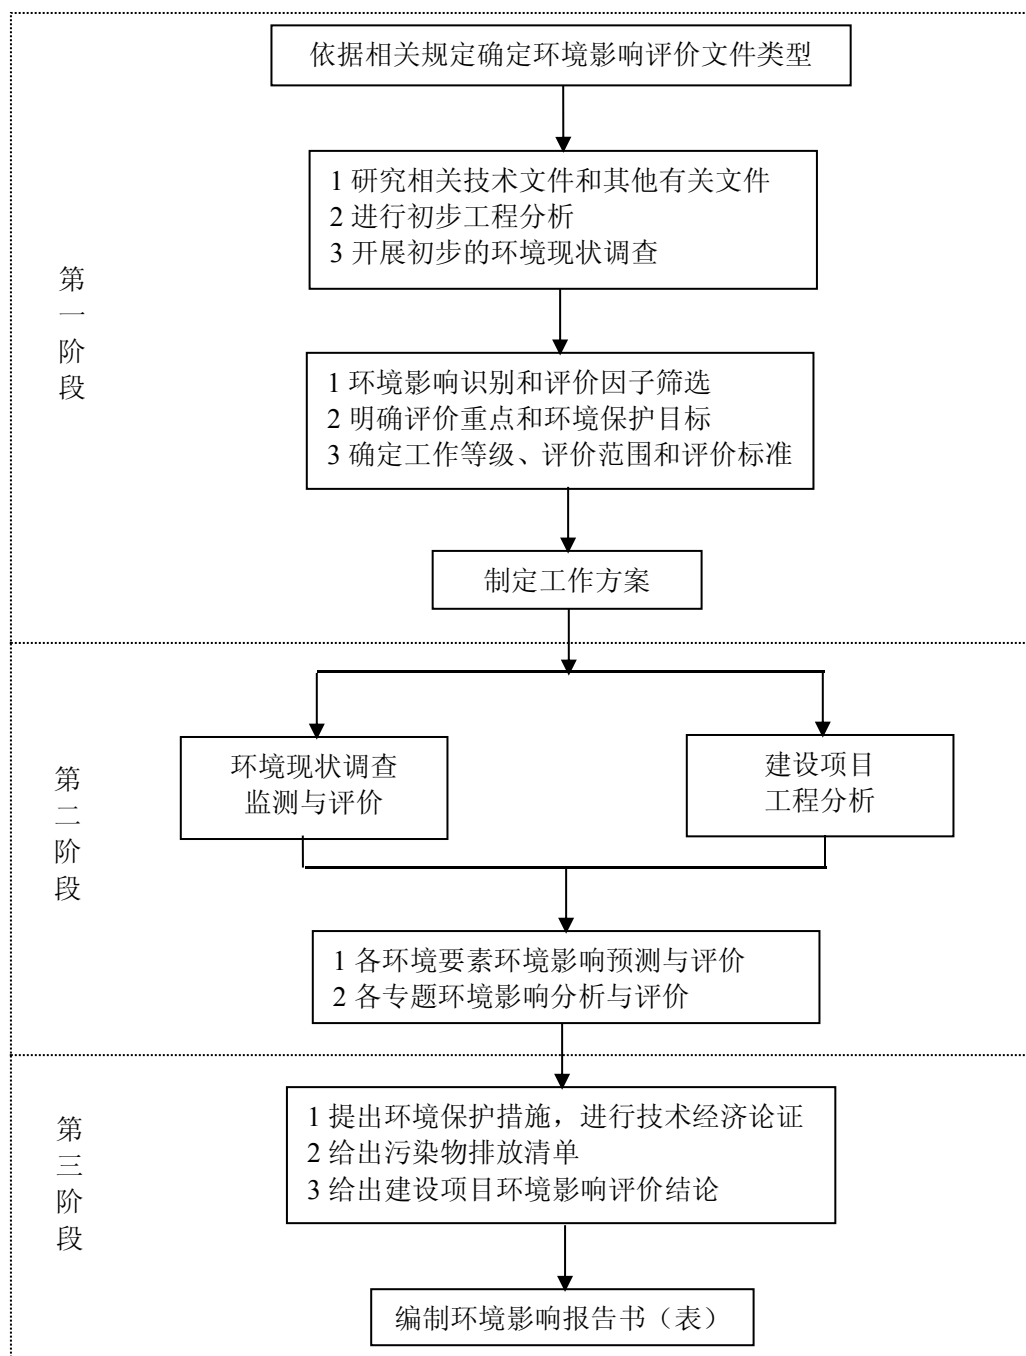 依据相关规定确定环境影响评价文件类型
1 研究相关技术文件和其他有关文件
2 进行初步工程分析
3 开展初步的环境现状调查
第
一
阶
段
1 环境影响识别和评价因子筛选
2 明确评价重点和环境保护目标
3 确定工作等级、评价范围和评价标准
制定工作方案
第
二
阶
段
环境现状调查
监测与评价
建设项目
工程分析
1 各环境要素环境影响预测与评价
2 各专题环境影响分析与评价
第
三
阶
段
1 提出环境保护措施，进行技术经济论证
2 给出污染物排放清单
3 给出建设项目环境影响评价结论
编制环境影响报告书（表）